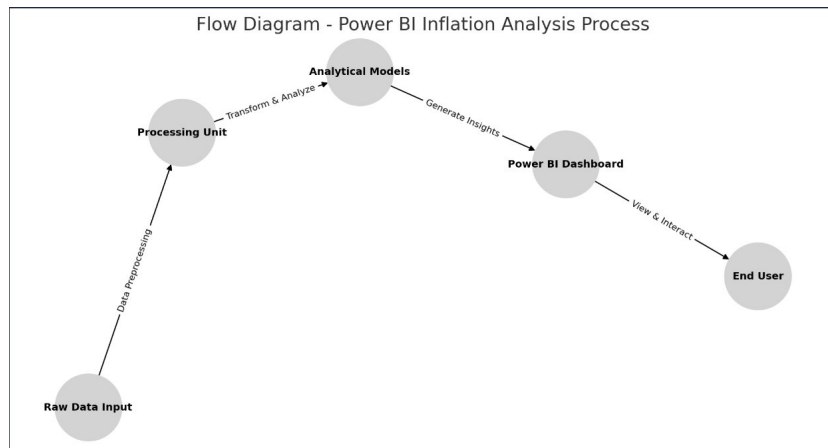 Flow Diagram - Power BI Inflation Analysis Process
Analytical Models
Transform & Analyze
Processing Unit
Generate Insights
Power BI Dashboard
Data Preprocessing
View & Interact
End User
Raw Data Input